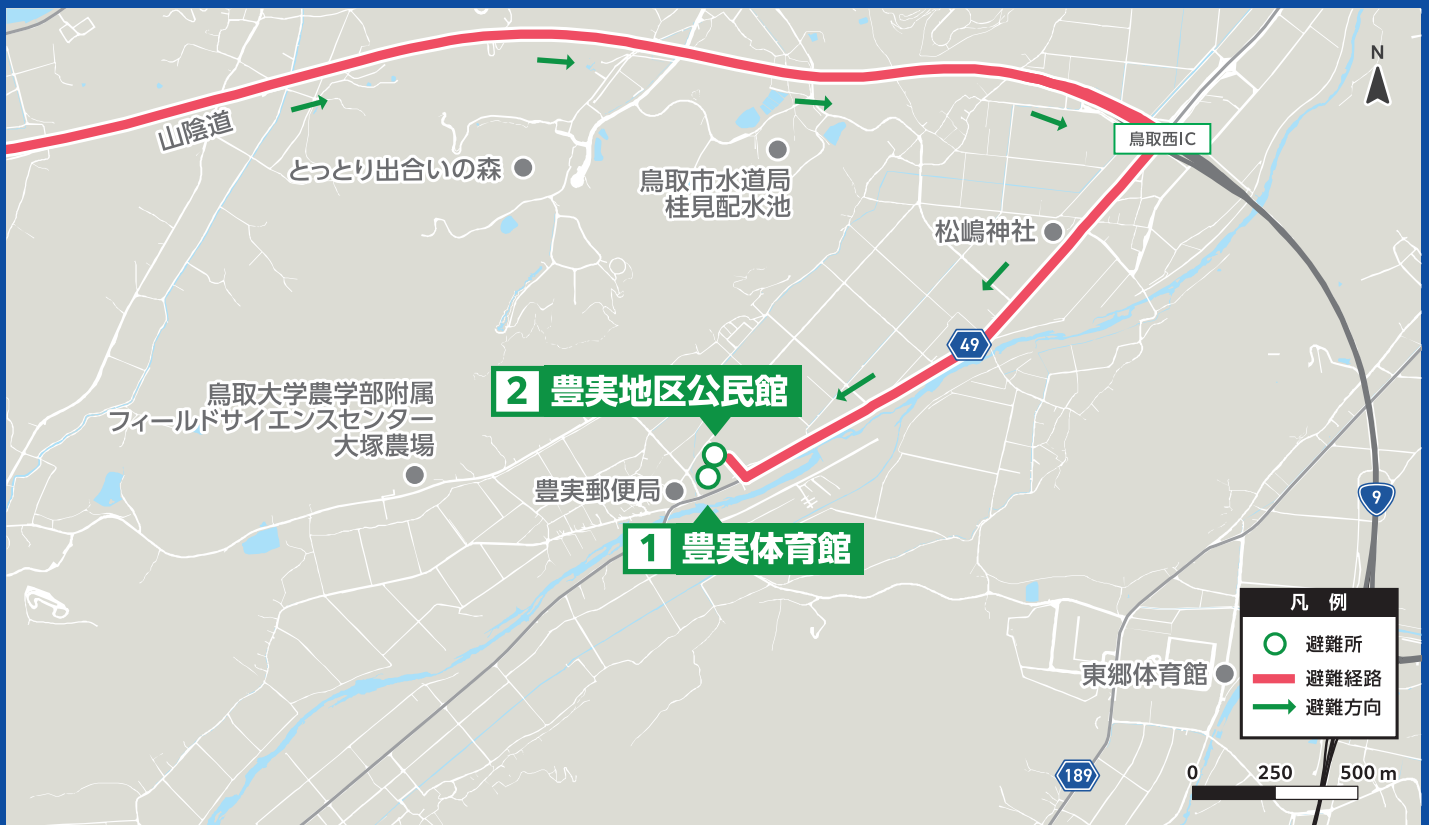 N
鳥取西IC
山陰道
とっとり出合いの森
鳥取市水道局
桂見配水池
松嶋神社
49
2 豊実地区公民館
鳥取大学農学部附属
フィールドサイエンスセンター
大塚農場
豊実郵便局
9
1 豊実体育館
凡 例
避難所
避難経路
避難方向
東郷体育館
189
0 250 500 m